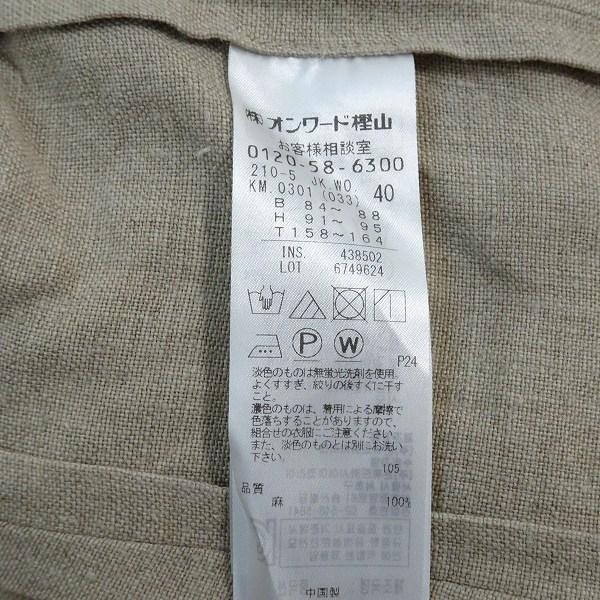 ㈱オンワード樫山
お客様相談室
0120-58-6300
210-5 JK.WO.
KM.0301 (033) 40
B 84~ 88
H 91~ 95
T 158~164
INS. 438502
LOT 6749624
P W
P24
淡色のものは無蛍光洗剤を使用、
よくすすぎ、絞りの後すぐに干す
こと。
濃色のものは、着用による摩擦で
色落ちすることがありますので、
組合せの衣服にご注意ください。
また、淡色のものとは別にお洗い
下さい。
105
品質
麻 100%
中国製